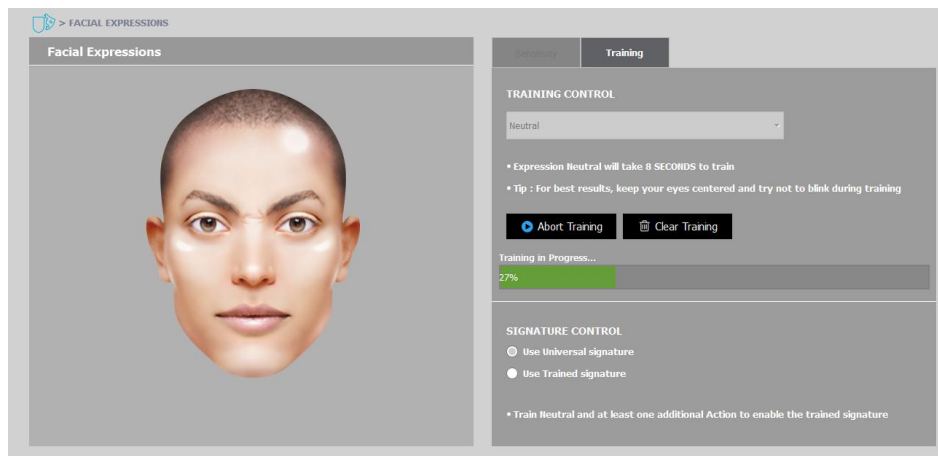 > FACIAL EXPRESSIONS
Facial Expressions
Sensitivity
Training
TRAINING CONTROL
Neutral
• Expression Neutral will take 8 SECONDS to train
• Tip : For best results, keep your eyes centered and try not to blink during training
Abort Training
Clear Training
Training in Progress...
27%
SIGNATURE CONTROL
Use Universal signature
Use Trained signature
• Train Neutral and at least one additional Action to enable the trained signature